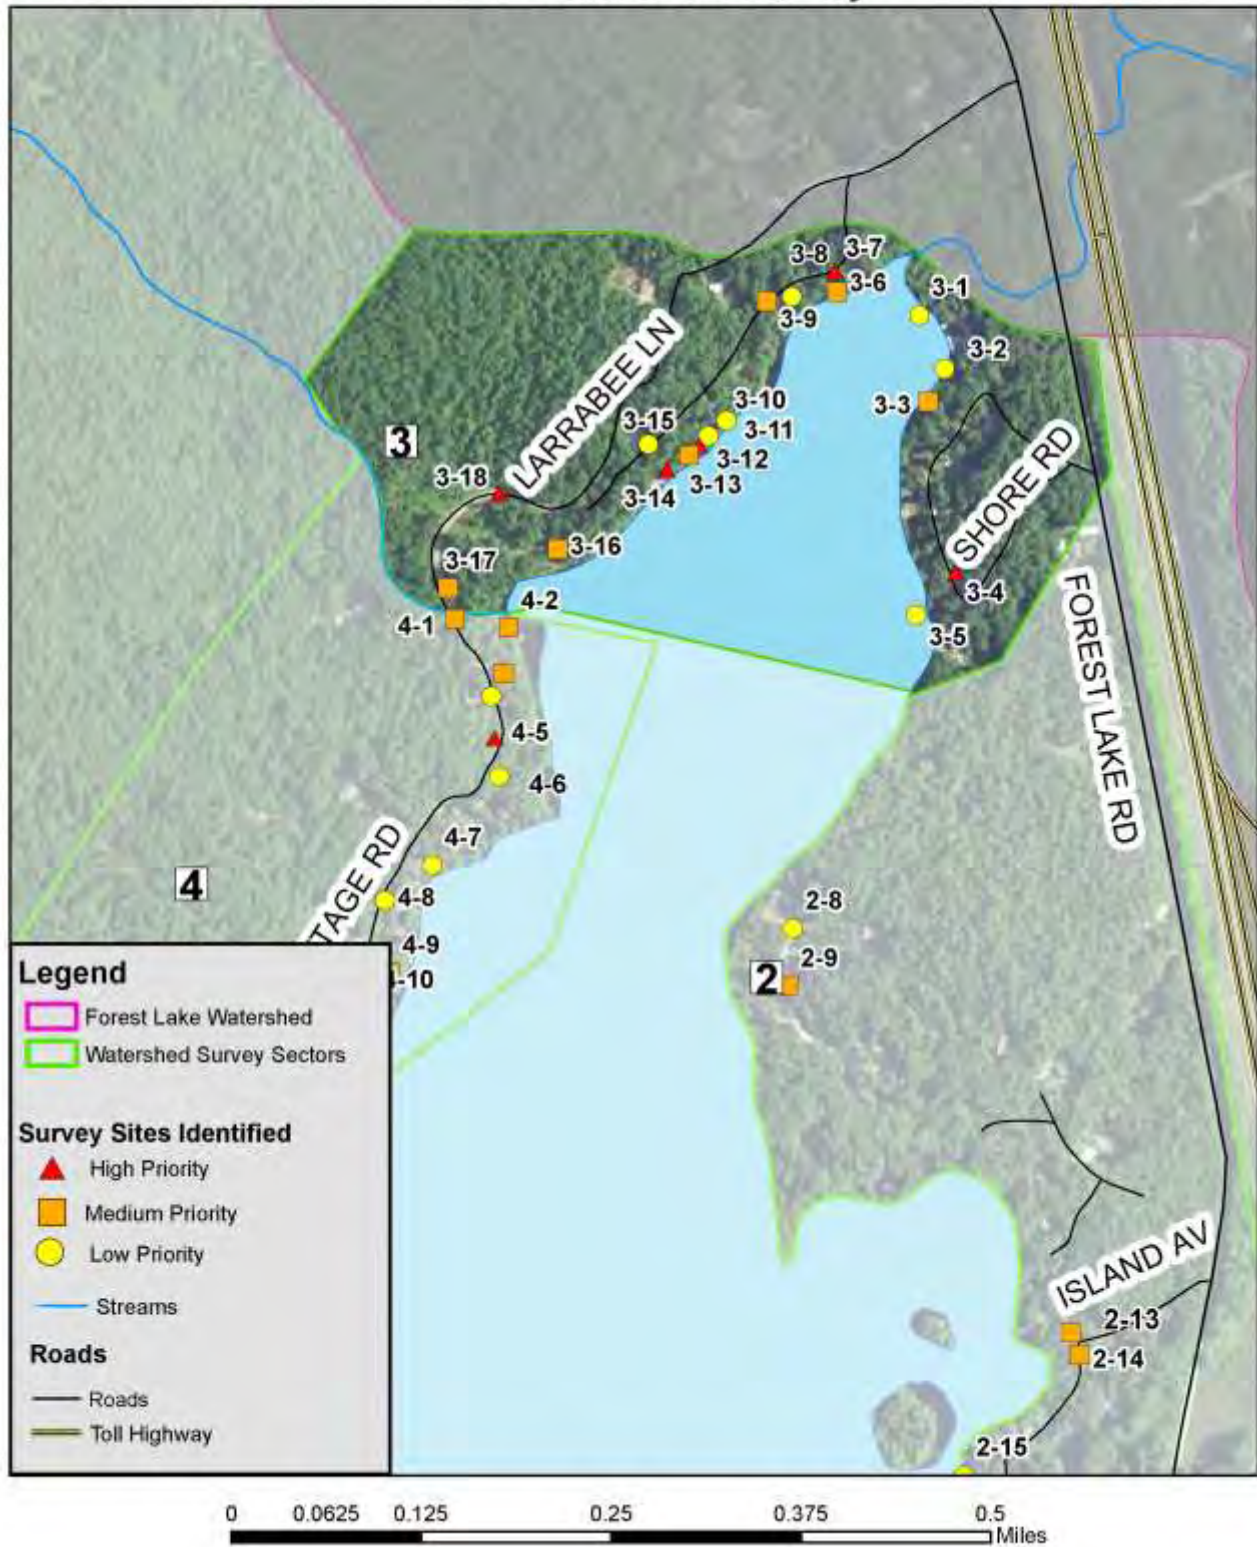 3-7
3-8
3-6
3-1
3-9
3-2
3-3
3-10
3-15
3-11
3-12
3-13
3-14
3
LARRABEE LN
3-18
SHORE RD
3-16
3-17
3-4
4-2
4-1
3-5
FOREST LAKE RD
4-5
4-6
4-7
4
4-8
TAGE RD
2-8
4-9
2-9
2
-10
Legend
Forest Lake Watershed
Watershed Survey Sectors
Survey Sites Identified
High Priority
Medium Priority
Low Priority
Streams
Roads
Roads
Toll Highway
ISLAND AV
2-13
2-14
2-15
0 0.0625 0.125 0.25 0.375 0.5
Miles